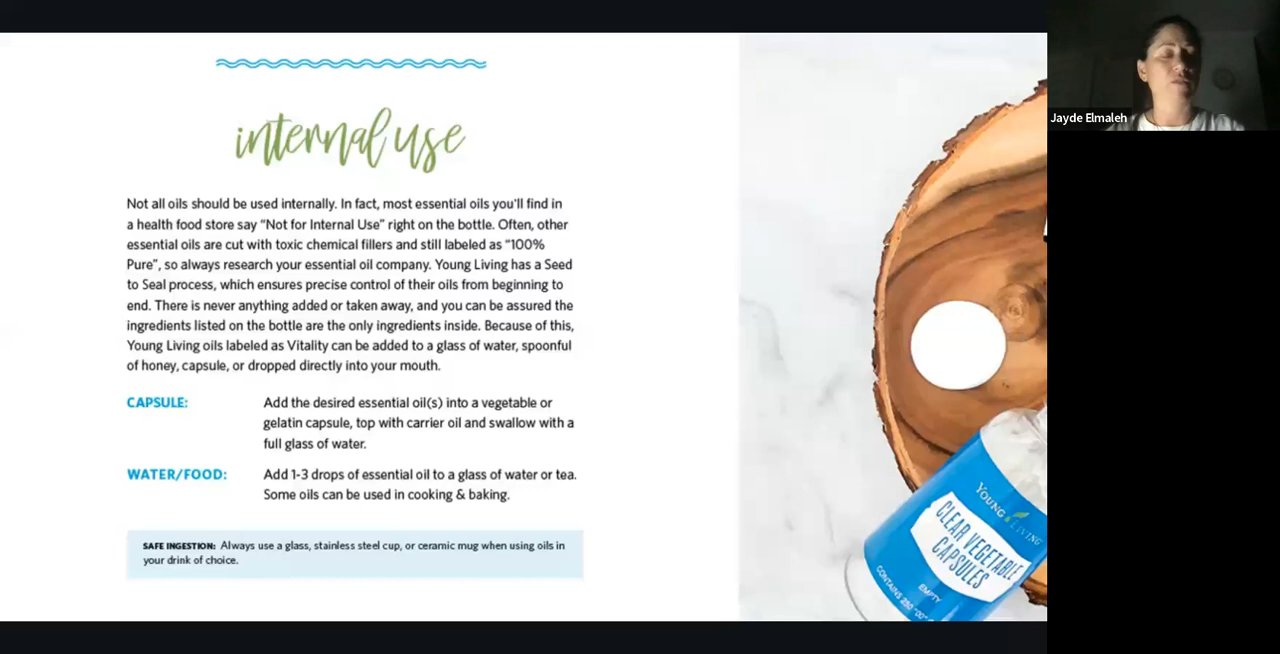 internal use
Not all oils should be used internally. In fact, most essential oils you'll find in
a health food store say “Not for Internal Use” right on the bottle. Often, other
essential oils are cut with toxic chemical fillers and still labeled as “100%
Pure”, so always research your essential oil company. Young Living has a Seed
to Seal process, which ensures precise control of their oils from beginning to
end. There is never anything added or taken away, and you can be assured the
ingredients listed on the bottle are the only ingredients inside. Because of this,
Young Living oils labeled as Vitality can be added to a glass of water, spoonful
of honey, capsule, or dropped directly into your mouth.
CAPSULE: Add the desired essential oil(s) into a vegetable or
gelatin capsule, top with carrier oil and swallow with a
full glass of water.
WATER/FOOD: Add 1-3 drops of essential oil to a glass of water or tea.
Some oils can be used in cooking & baking.
SAFE INGESTION: Always use a glass, stainless steel cup, or ceramic mug when using oils in
your drink of choice.
YOUNG LIVING
CLEAR VEGETABLE
CAPSULES
EMPTY
CONTAINS 250 "00"
Jayde Elmaleh